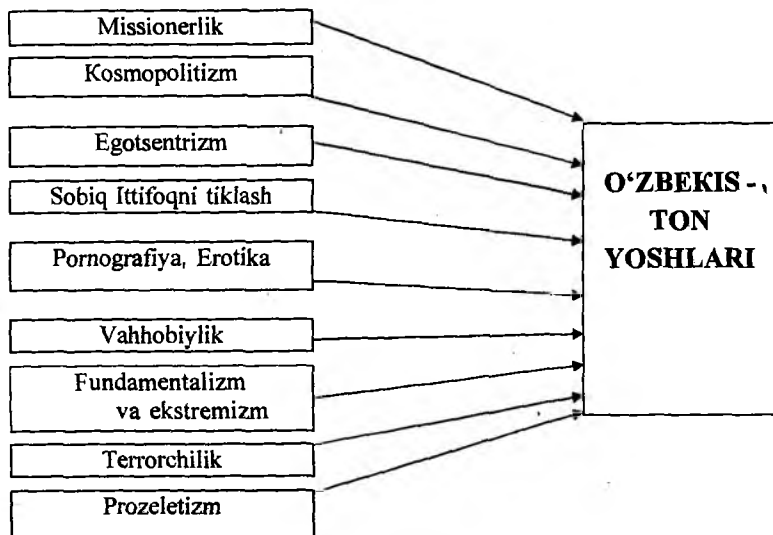 Missionerlik
Kosmopolitizm
Egotsentrizm
Sobiq Ittifoqni tiklash
Pornografiya, Erotika
Vahhobiylik
Fundamentalizm
va ekstremizm
Terrorchilik
Prozeletizm
O‘ZBEKIS -
TON
YOSHLARI